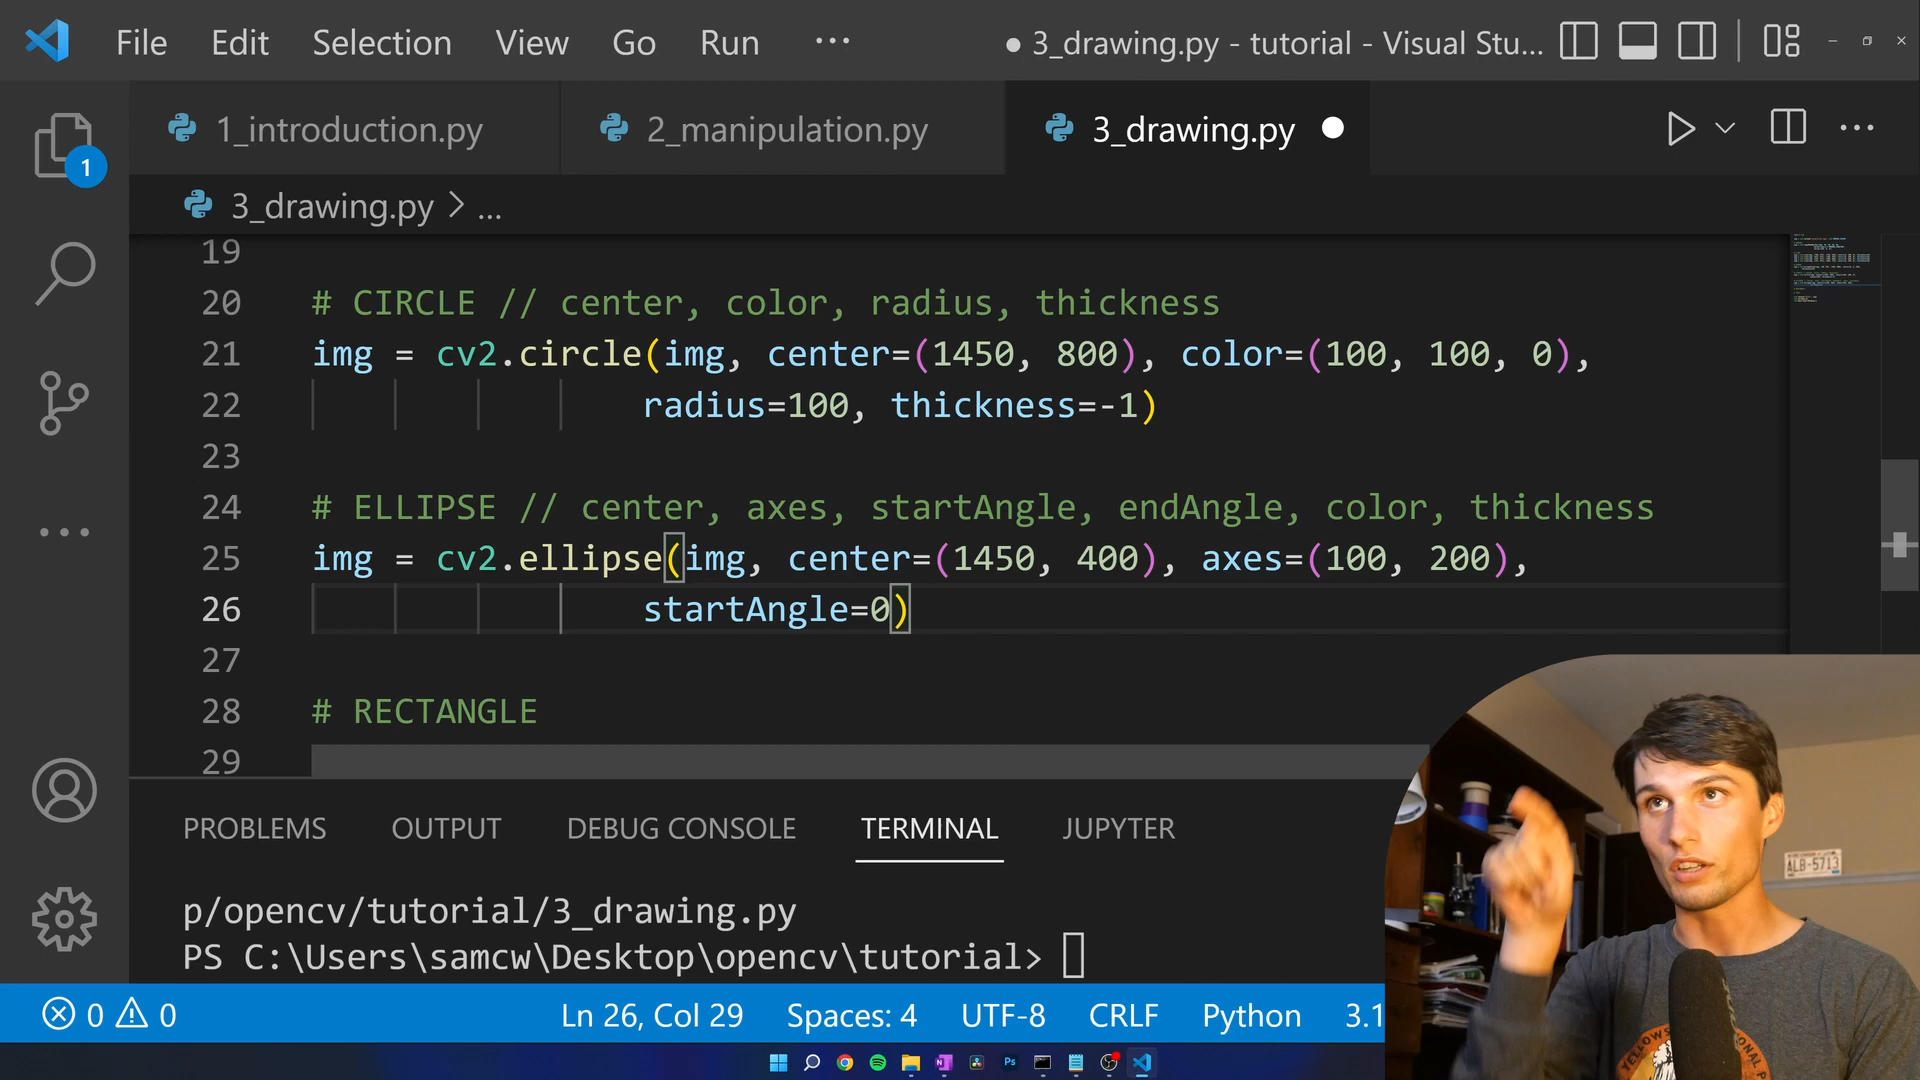 File Edit Selection View Go Run ···
● 3_drawing.py - tutorial - Visual Stu...
1_introduction.py 2_manipulation.py 3_drawing.py
1
3_drawing.py > ...
19
20 # CIRCLE // center, color, radius, thickness
21 img = cv2.circle(img, center=(1450, 800), color=(100, 100, 0),
22 radius=100, thickness=-1)
23
24 # ELLIPSE // center, axes, startAngle, endAngle, color, thickness
25 img = cv2.ellipse(img, center=(1450, 400), axes=(100, 200),
26 startAngle=0)
27
28 # RECTANGLE
29
PROBLEMS OUTPUT DEBUG CONSOLE TERMINAL JUPYTER
p/opencv/tutorial/3_drawing.py
PS C:\Users\samcw\Desktop\opencv\tutorial>
ALB-5713
0 0 Ln 26, Col 29 Spaces: 4 UTF-8 CRLF Python 3.1
Ps